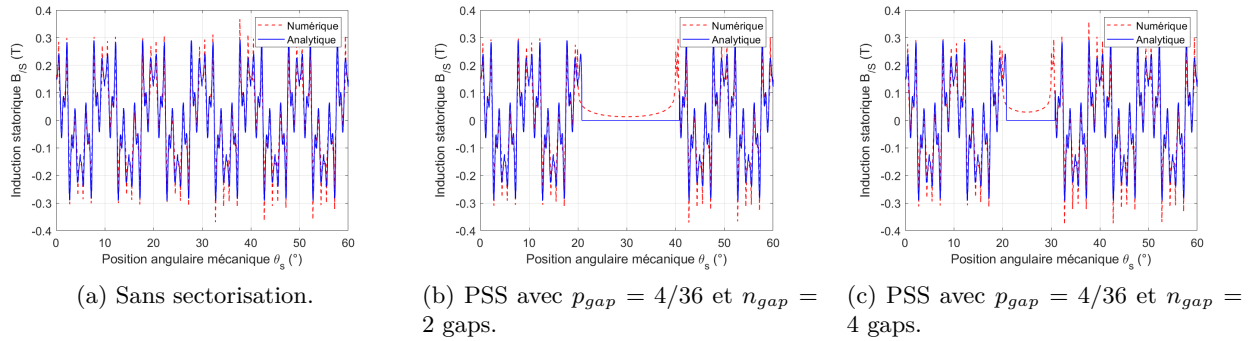 0.4
0.3
0.2
0.1
0
-0.1
-0.2
-0.3
-0.4
0 10 20 30 40 50 60
Induction statorique B/S (T)
Position angulaire mécanique θs (°)
Numérique
Analytique
(a) Sans sectorisation.
0.4
0.3
0.2
0.1
0
-0.1
-0.2
-0.3
-0.4
0 10 20 30 40 50 60
Induction statorique B/S (T)
Position angulaire mécanique θs (°)
Numérique
Analytique
(b) PSS avec pgap = 4/36 et ngap =
2 gaps.
0.4
0.3
0.2
0.1
0
-0.1
-0.2
-0.3
-0.4
0 10 20 30 40 50 60
Induction statorique B/S (T)
Position angulaire mécanique θs (°)
Numérique
Analytique
(c) PSS avec pgap = 4/36 et ngap =
4 gaps.